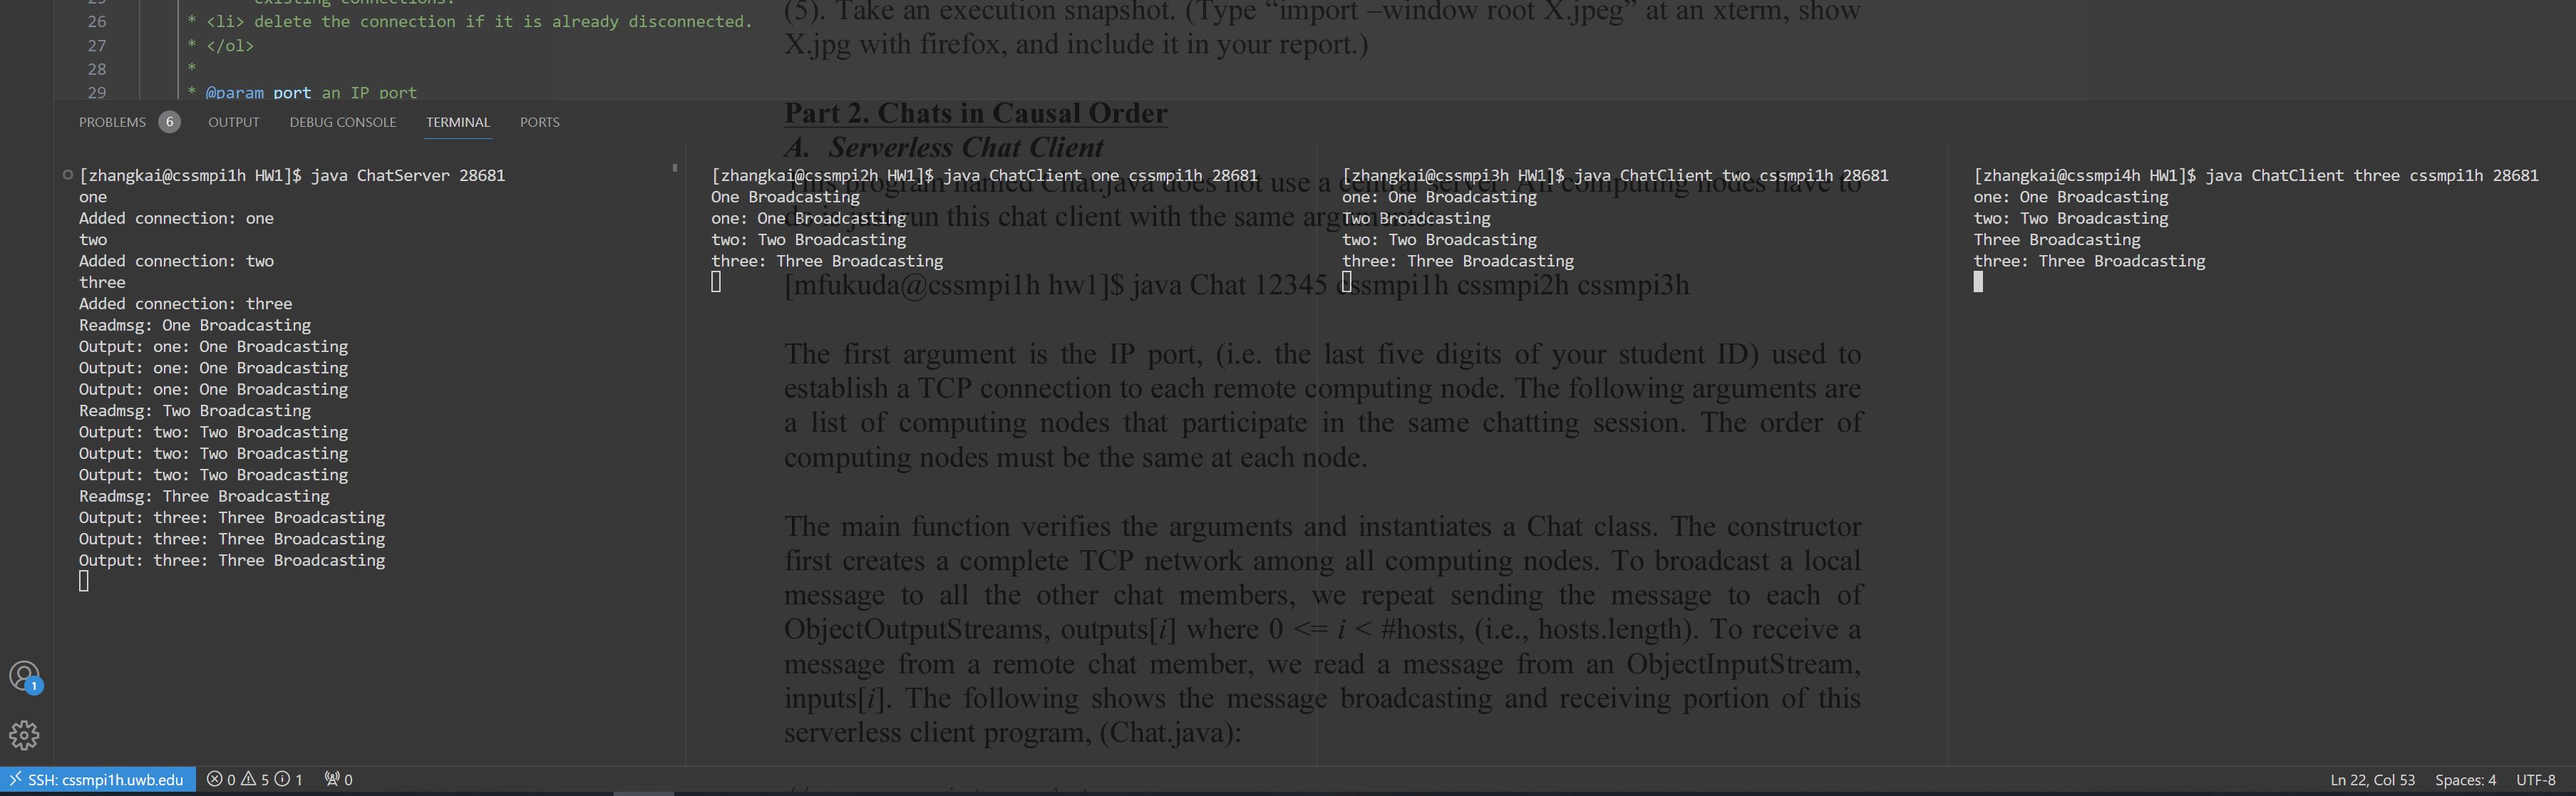 25 existing connections.
26 * <li> delete the connection if it is already disconnected.
27 * </ol>
28 *
29 * @param port an IP port
PROBLEMS 6 OUTPUT DEBUG CONSOLE TERMINAL PORTS
[zhangkai@cssmpi1h HW1]$ java ChatServer 28681
one
Added connection: one
two
Added connection: two
three
Added connection: three
Readmsg: One Broadcasting
Output: one: One Broadcasting
Output: one: One Broadcasting
Output: one: One Broadcasting
Readmsg: Two Broadcasting
Output: two: Two Broadcasting
Output: two: Two Broadcasting
Output: two: Two Broadcasting
Readmsg: Three Broadcasting
Output: three: Three Broadcasting
Output: three: Three Broadcasting
Output: three: Three Broadcasting
[zhangkai@cssmpi2h HW1]$ java ChatClient one cssmpi1h 28681
One Broadcasting
one: One Broadcasting
two: Two Broadcasting
three: Three Broadcasting
[zhangkai@cssmpi3h HW1]$ java ChatClient two cssmpi1h 28681
one: One Broadcasting
Two Broadcasting
two: Two Broadcasting
three: Three Broadcasting
[zhangkai@cssmpi4h HW1]$ java ChatClient three cssmpi1h 28681
one: One Broadcasting
two: Two Broadcasting
Three Broadcasting
three: Three Broadcasting
(5). Take an execution snapshot. (Type “import –window root X.jpeg” at an xterm, show
X.jpg with firefox, and include it in your report.)
Part 2. Chats in Causal Order
A. Serverless Chat Client
This program named Chat.java does not use a central server. All computing nodes have to
do is just run this chat client with the same arguments:
[mfukuda@cssmpi1h hw1]$ java Chat 12345 cssmpi1h cssmpi2h cssmpi3h
The first argument is the IP port, (i.e. the last five digits of your student ID) used to
establish a TCP connection to each remote computing node. The following arguments are
a list of computing nodes that participate in the same chatting session. The order of
computing nodes must be the same at each node.
The main function verifies the arguments and instantiates a Chat class. The constructor
first creates a complete TCP network among all computing nodes. To broadcast a local
message to all the other chat members, we repeat sending the message to each of
ObjectOutputStreams, outputs[i] where 0 <= i < #hosts, (i.e., hosts.length). To receive a
message from a remote chat member, we read a message from an ObjectInputStream,
inputs[i]. The following shows the message broadcasting and receiving portion of this
serverless client program, (Chat.java):
1
SSH: cssmpi1h.uwb.edu 0 5 1 0 Ln 22, Col 53 Spaces: 4 UTF-8